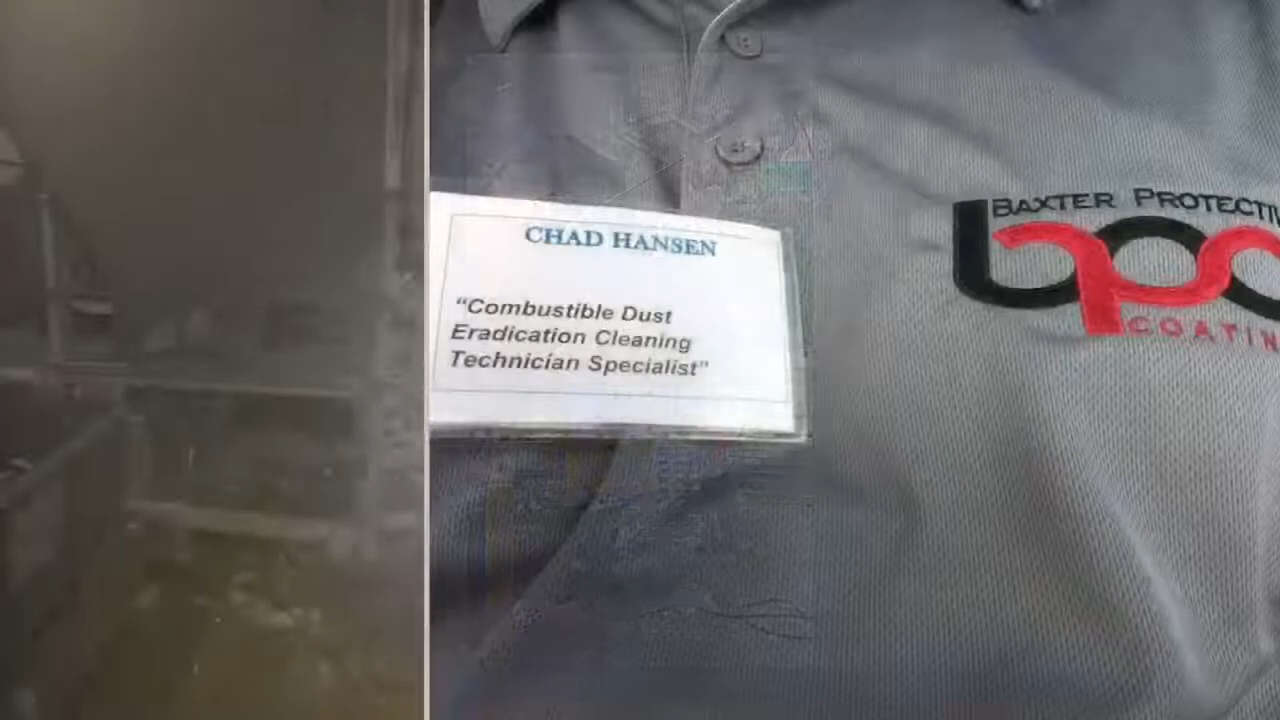 CHAD HANSEN
"Combustible Dust
Eradication Cleaning
Technician Specialist"
BAXTER PROTECTIV
bpc
COATIN